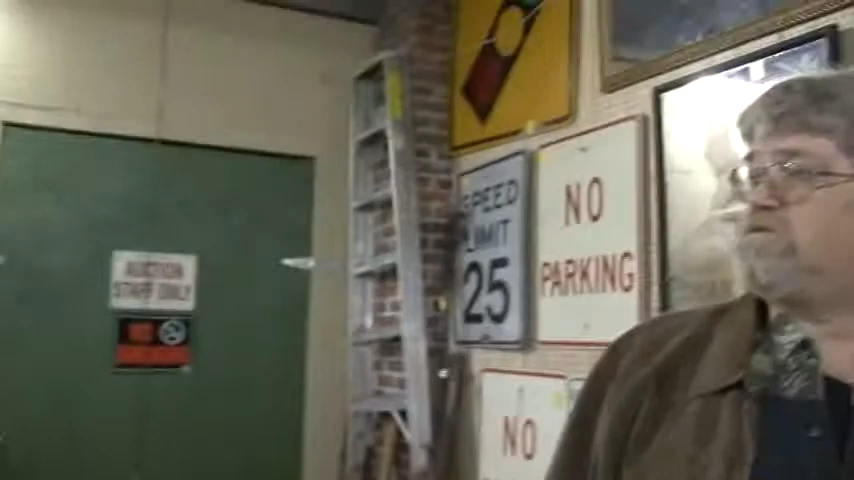 AUCTION
STAFF ONLY
SPEED
LIMIT
25
NO
PARKING
NO